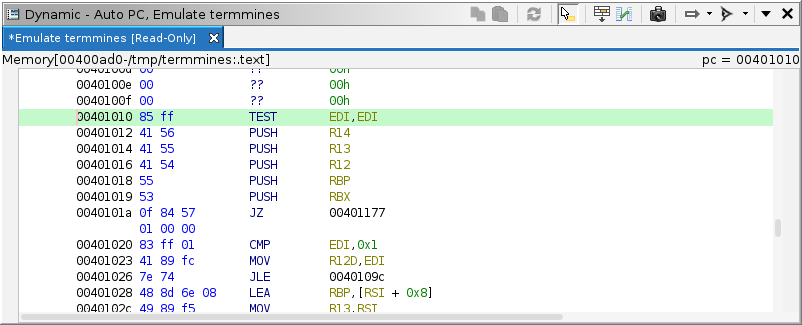 Dynamic - Auto PC, Emulate termmines
*Emulate termmines [Read-Only]
Memory[00400ad0-/tmp/termmines:.text] pc = 00401010
0040100d 00 ?? 00h
0040100e 00 ?? 00h
0040100f 00 ?? 00h
00401010 85 ff TEST EDI,EDI
00401012 41 56 PUSH R14
00401014 41 55 PUSH R13
00401016 41 54 PUSH R12
00401018 55 PUSH RBP
00401019 53 PUSH RBX
0040101a 0f 84 57 JZ 00401177
01 00 00
00401020 83 ff 01 CMP EDI,0x1
00401023 41 89 fc MOV R12D,EDI
00401026 7e 74 JLE 0040109c
00401028 48 8d 6e 08 LEA RBP,[RSI + 0x8]
0040102c 49 89 f5 MOV R13,RSI